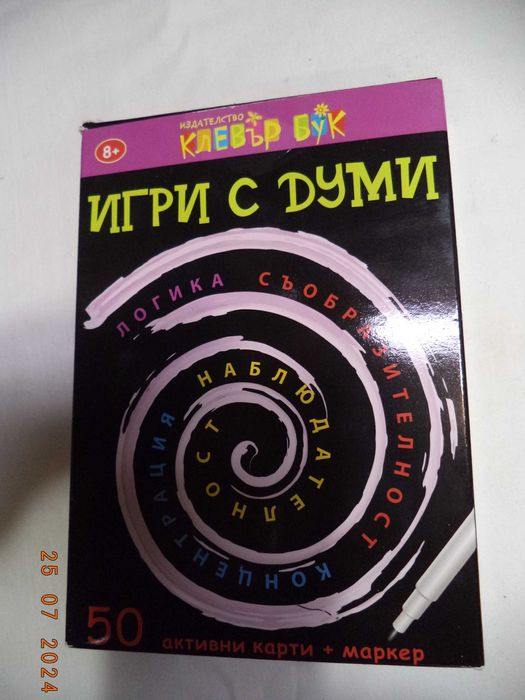 ИЗДАТЕЛСТВО
КЛЕВЪР БУК
8+
ИГРИ С ДУМИ
ЛОГИКА СЪОБРАЗИТЕЛНОСТ
КОНЦЕНТРАЦИЯ НАБЛЮДАТЕЛНОСТ
50 активни карти + маркер
25 07 2024